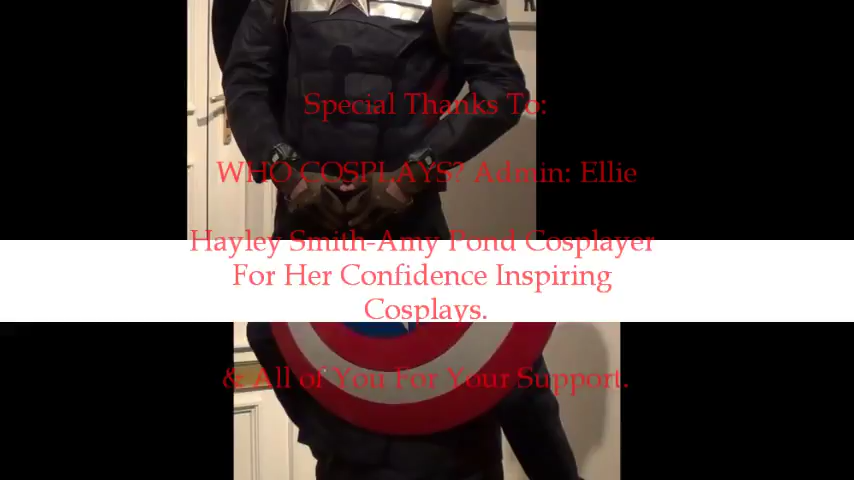 Special Thanks To:
WHO COSPLAYS? Admin: Ellie
Hayley Smith-Amy Pond Cosplayer
For Her Confidence Inspiring
Cosplays.
& All of You For Your Support.